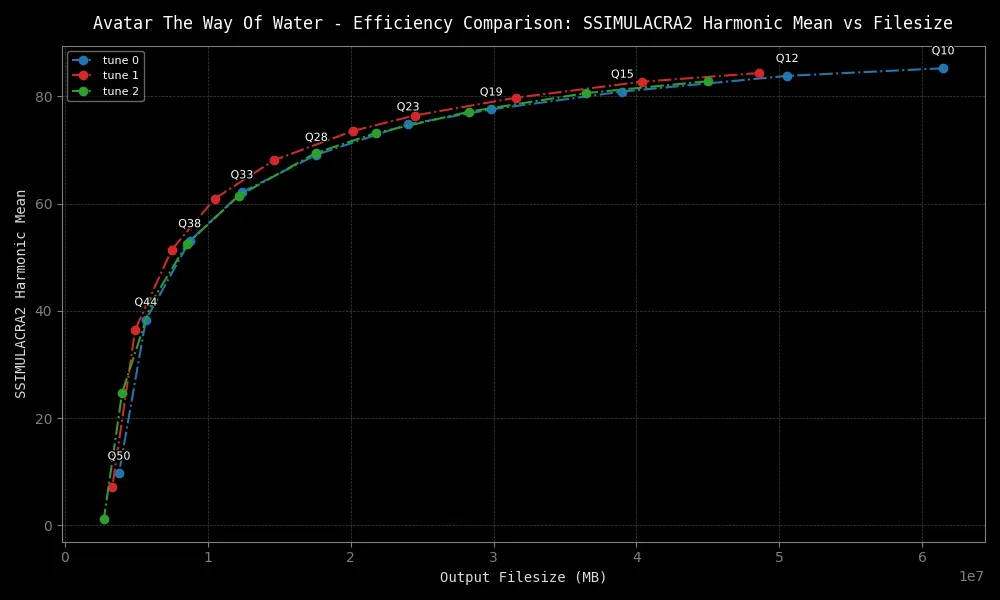 Avatar The Way Of Water - Efficiency Comparison: SSIMULACRA2 Harmonic Mean vs Filesize
tune 0
tune 1
tune 2
Q10
Q12
Q15
Q19
Q23
Q28
Q33
Q38
Q44
Q50
SSIMULACRA2 Harmonic Mean
80
60
40
20
0
0 1 2 3 4 5 6
1e7
Output Filesize (MB)